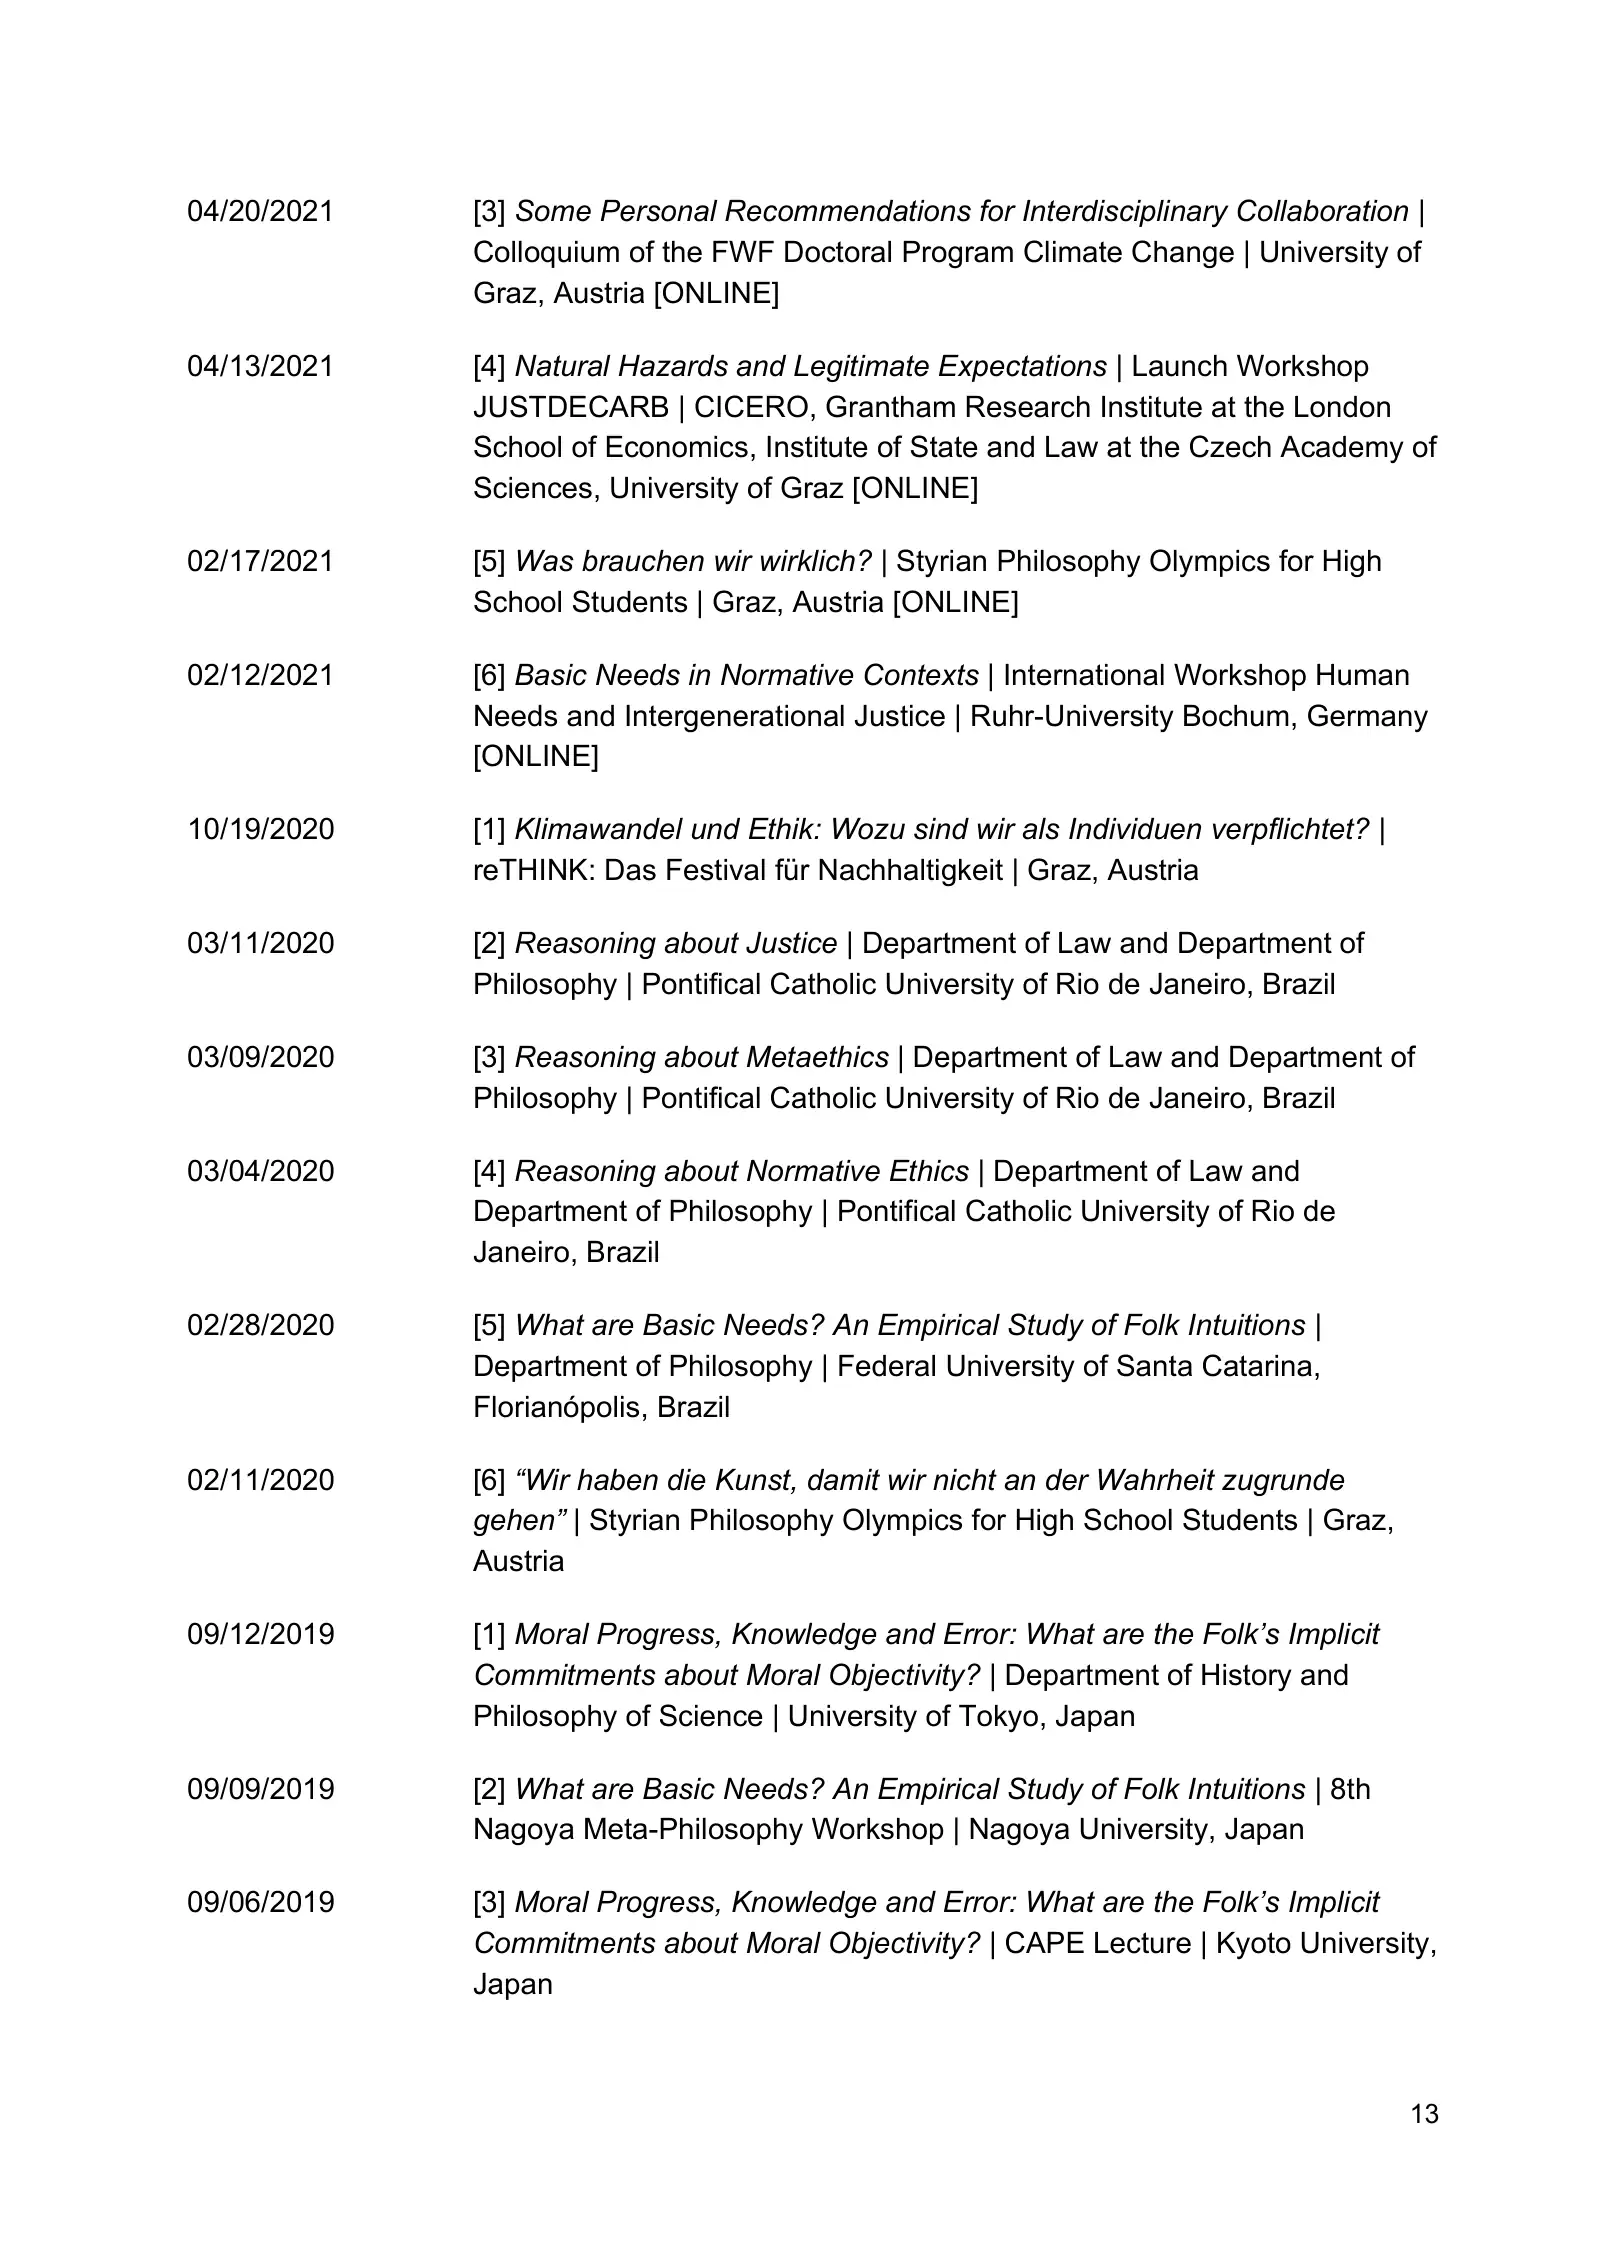 04/20/2021 [3] Some Personal Recommendations for Interdisciplinary Collaboration |
Colloquium of the FWF Doctoral Program Climate Change | University of
Graz, Austria [ONLINE]
04/13/2021 [4] Natural Hazards and Legitimate Expectations | Launch Workshop
JUSTDECARB | CICERO, Grantham Research Institute at the London
School of Economics, Institute of State and Law at the Czech Academy of
Sciences, University of Graz [ONLINE]
02/17/2021 [5] Was brauchen wir wirklich? | Styrian Philosophy Olympics for High
School Students | Graz, Austria [ONLINE]
02/12/2021 [6] Basic Needs in Normative Contexts | International Workshop Human
Needs and Intergenerational Justice | Ruhr-University Bochum, Germany
[ONLINE]
10/19/2020 [1] Klimawandel und Ethik: Wozu sind wir als Individuen verpflichtet? |
reTHINK: Das Festival für Nachhaltigkeit | Graz, Austria
03/11/2020 [2] Reasoning about Justice | Department of Law and Department of
Philosophy | Pontifical Catholic University of Rio de Janeiro, Brazil
03/09/2020 [3] Reasoning about Metaethics | Department of Law and Department of
Philosophy | Pontifical Catholic University of Rio de Janeiro, Brazil
03/04/2020 [4] Reasoning about Normative Ethics | Department of Law and
Department of Philosophy | Pontifical Catholic University of Rio de
Janeiro, Brazil
02/28/2020 [5] What are Basic Needs? An Empirical Study of Folk Intuitions |
Department of Philosophy | Federal University of Santa Catarina,
Florianópolis, Brazil
02/11/2020 [6] “Wir haben die Kunst, damit wir nicht an der Wahrheit zugrunde
gehen” | Styrian Philosophy Olympics for High School Students | Graz,
Austria
09/12/2019 [1] Moral Progress, Knowledge and Error: What are the Folk’s Implicit
Commitments about Moral Objectivity? | Department of History and
Philosophy of Science | University of Tokyo, Japan
09/09/2019 [2] What are Basic Needs? An Empirical Study of Folk Intuitions | 8th
Nagoya Meta-Philosophy Workshop | Nagoya University, Japan
09/06/2019 [3] Moral Progress, Knowledge and Error: What are the Folk’s Implicit
Commitments about Moral Objectivity? | CAPE Lecture | Kyoto University,
Japan
13